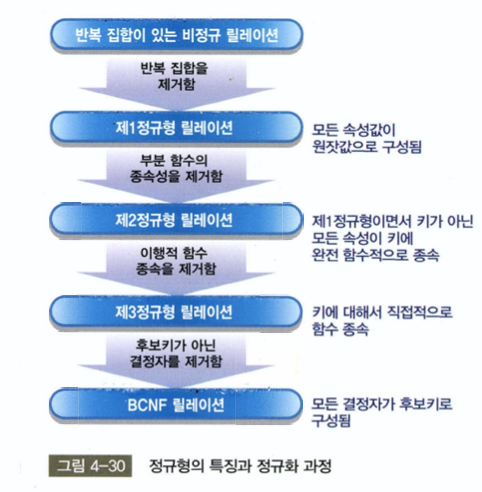 반복 집합이 있는 비정규 릴레이션
반복 집합을
제거함
제1정규형 릴레이션
모든 속성값이
원잣값으로 구성됨
부분 함수의
종속성을 제거함
제2정규형 릴레이션
제1정규형이면서 키가 아닌
모든 속성이 키에
완전 함수적으로 종속
이행적 함수
종속을 제거함
제3정규형 릴레이션
키에 대해서 직접적으로
함수 종속
후보키가 아닌
결정자를 제거함
BCNF 릴레이션
모든 결정자가 후보키로
구성됨
그림 4-30 정규형의 특징과 정규화 과정